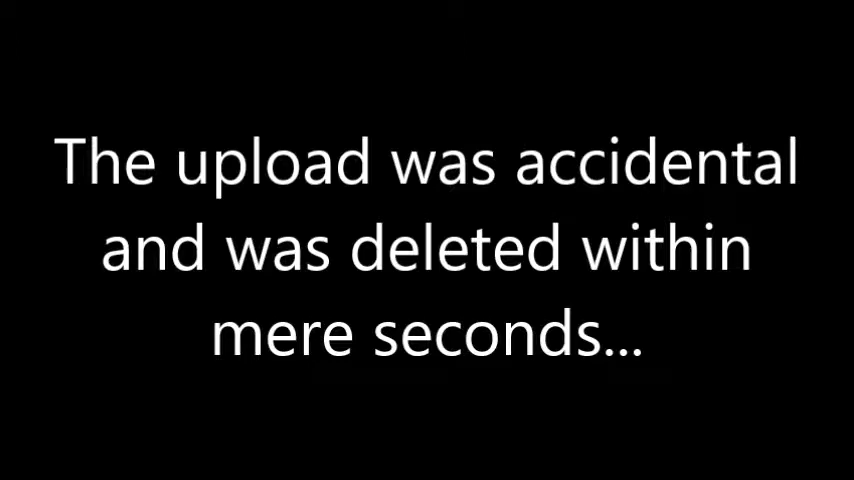 The upload was accidental
and was deleted within
mere seconds...